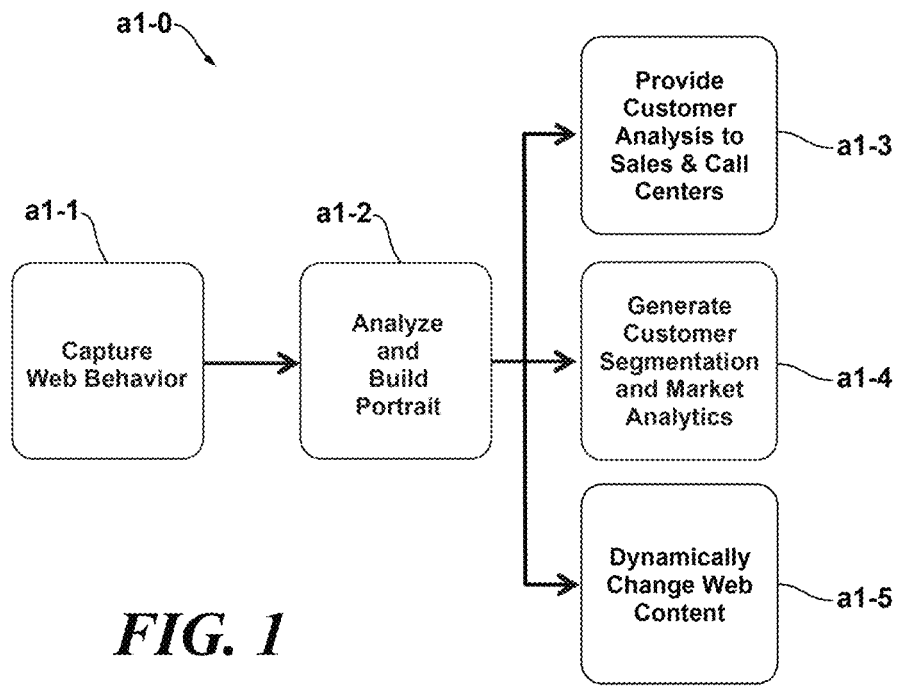 a1-0
a1-1
Capture
Web Behavior
a1-2
Analyze
and
Build
Portrait
Provide
Customer
Analysis to
Sales & Call
Centers
a1-3
Generate
Customer
Segmentation
and Market
Analytics
a1-4
Dynamically
Change Web
Content
a1-5
FIG. 1